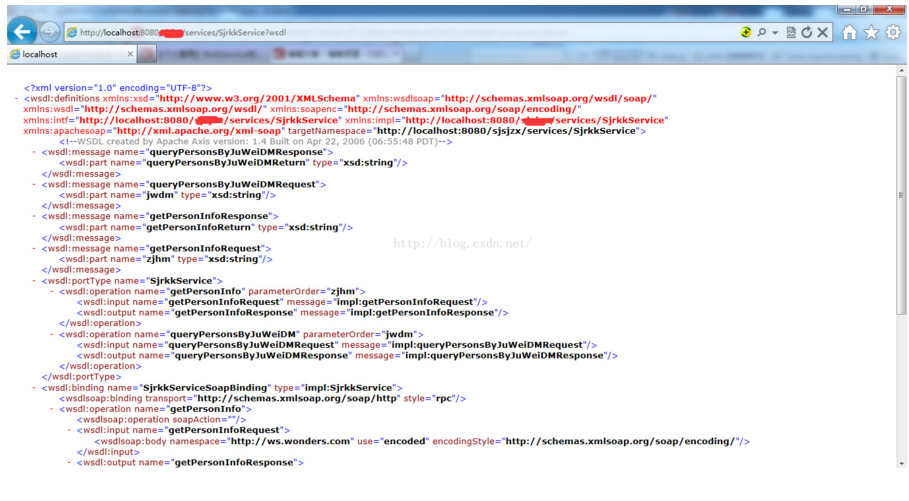 http://localhost:8080 /services/SjrkkService?wsdl
localhost
<?xml version="1.0" encoding="UTF-8"?>
- <wsdl:definitions xmlns:xsd="http://www.w3.org/2001/XMLSchema" xmlns:wsdlsoap="http://schemas.xmlsoap.org/wsdl/soap/"
xmlns:wsdl="http://schemas.xmlsoap.org/wsdl/" xmlns:soapenc="http://schemas.xmlsoap.org/soap/encoding/"
xmlns:intf="http://localhost:8080/ /services/SjrkkService" xmlns:impl="http://localhost:8080/ /services/SjrkkService"
xmlns:apachesoap="http://xml.apache.org/xml-soap" targetNamespace="http://localhost:8080/sjsjzx/services/SjrkkService">
<!--WSDL created by Apache Axis version: 1.4 Built on Apr 22, 2006 (06:55:48 PDT)-->
- <wsdl:message name="queryPersonsByJuWeiDMResponse">
<wsdl:part name="queryPersonsByJuWeiDMReturn" type="xsd:string"/>
</wsdl:message>
- <wsdl:message name="queryPersonsByJuWeiDMRequest">
<wsdl:part name="jwdm" type="xsd:string"/>
</wsdl:message>
- <wsdl:message name="getPersonInfoResponse">
<wsdl:part name="getPersonInfoReturn" type="xsd:string"/>
</wsdl:message>
- <wsdl:message name="getPersonInfoRequest">
<wsdl:part name="zjhm" type="xsd:string"/>
</wsdl:message>
- <wsdl:portType name="SjrkkService">
- <wsdl:operation name="getPersonInfo" parameterOrder="zjhm">
<wsdl:input name="getPersonInfoRequest" message="impl:getPersonInfoRequest"/>
<wsdl:output name="getPersonInfoResponse" message="impl:getPersonInfoResponse"/>
</wsdl:operation>
- <wsdl:operation name="queryPersonsByJuWeiDM" parameterOrder="jwdm">
<wsdl:input name="queryPersonsByJuWeiDMRequest" message="impl:queryPersonsByJuWeiDMRequest"/>
<wsdl:output name="queryPersonsByJuWeiDMResponse" message="impl:queryPersonsByJuWeiDMResponse"/>
</wsdl:operation>
</wsdl:portType>
- <wsdl:binding name="SjrkkServiceSoapBinding" type="impl:SjrkkService">
<wsdlsoap:binding transport="http://schemas.xmlsoap.org/soap/http" style="rpc"/>
- <wsdl:operation name="getPersonInfo">
<wsdlsoap:operation soapAction=""/>
- <wsdl:input name="getPersonInfoRequest">
<wsdlsoap:body namespace="http://ws.wonders.com" use="encoded" encodingStyle="http://schemas.xmlsoap.org/soap/encoding/"/>
</wsdl:input>
- <wsdl:output name="getPersonInfoResponse">
http://blog.csdn.net/